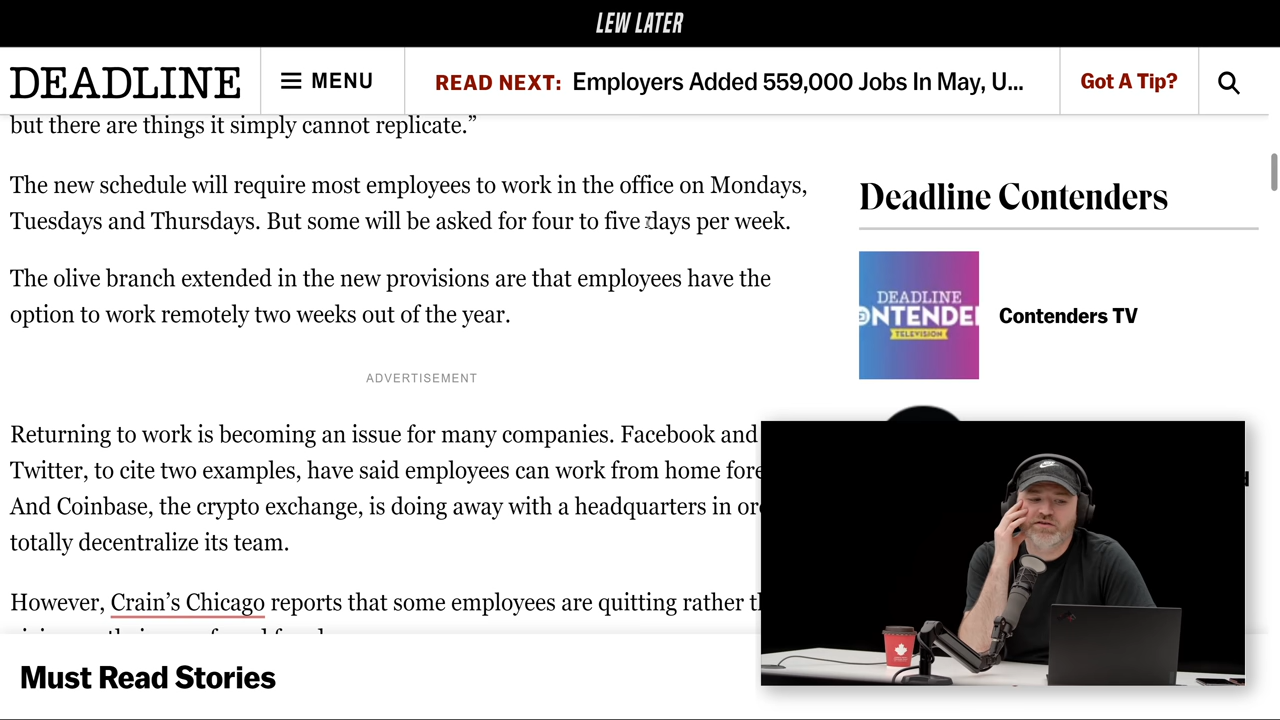 LEW LATER
DEADLINE
MENU
READ NEXT: Employers Added 559,000 Jobs In May, U...
Got A Tip?
but there are things it simply cannot replicate.”
The new schedule will require most employees to work in the office on Mondays,
Tuesdays and Thursdays. But some will be asked for four to five days per week.
The olive branch extended in the new provisions are that employees have the
option to work remotely two weeks out of the year.
ADVERTISEMENT
Returning to work is becoming an issue for many companies. Facebook and
Twitter, to cite two examples, have said employees can work from home
And Coinbase, the crypto exchange, is doing away with a headquarters in
totally decentralize its team.
However, Crain’s Chicago reports that some employees are quitting rather
Must Read Stories
Deadline Contenders
DEADLINE
TELEVISION
Contenders TV